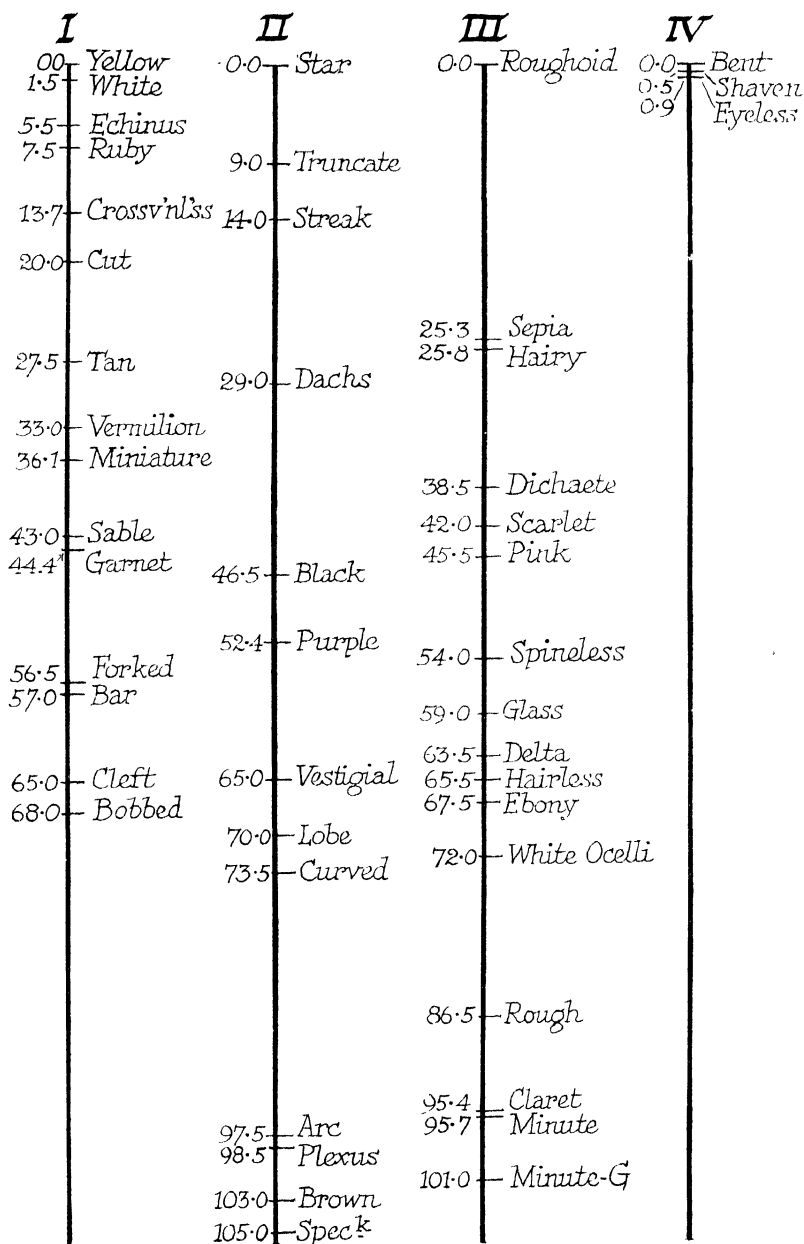 I
00 Yellow
1.5 White
5.5 Echinus
7.5 Ruby
13.7 Crossv'nl'ss
20.0 Cut
27.5 Tan
33.0 Vermilion
36.1 Miniature
43.0 Sable
44.4* Garnet
56.5 Forked
57.0 Bar
65.0 Cleft
68.0 Bobbed
II
0.0 Star
9.0 Truncate
14.0 Streak
29.0 Dachs
46.5 Black
52.4 Purple
65.0 Vestigial
70.0 Lobe
73.5 Curved
97.5 Arc
98.5 Plexus
103.0 Brown
105.0 Speck
III
0.0 Roughoid
25.3 Sepia
25.8 Hairy
38.5 Dichaete
42.0 Scarlet
45.5 Pink
54.0 Spineless
59.0 Glass
63.5 Delta
65.5 Hairless
67.5 Ebony
72.0 White Ocelli
86.5 Rough
95.4 Claret
95.7 Minute
101.0 Minute-G
IV
0.0 Bent
0.5 Shaven
0.9 Eyeless